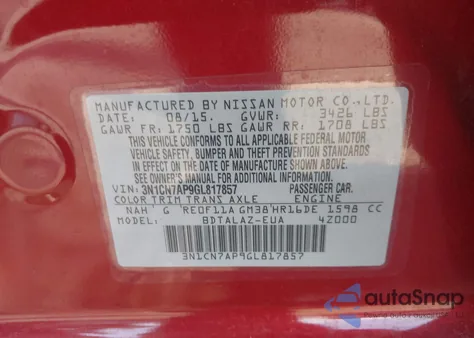 MANUFACTURED BY NISSAN MOTOR CO., LTD.
DATE: 08/15. GVWR: 3426 LBS
GAWR FR: 1750 LBS GAWR RR: 1708 LBS
THIS VEHICLE CONFORMS TO ALL APPLICABLE FEDERAL MOTOR
VEHICLE SAFETY, BUMPER AND THEFT PREVENTION STANDARDS
IN EFFECT ON THE DATE OF MANUFACTURE SHOWN ABOVE.
SEE OWNER'S MANUAL FOR ADDITIONAL INFORMATION.
VIN: 3N1CN7AP9GL817857 PASSENGER CAR.
COLOR TRIM TRANS AXLE ENGINE
NAH G RE0F11A GM38 HR16DE 1598 CC
MODEL: BDTALAZ-EUA 4Z000
3N1CN7AP9GL817857
autoSnap